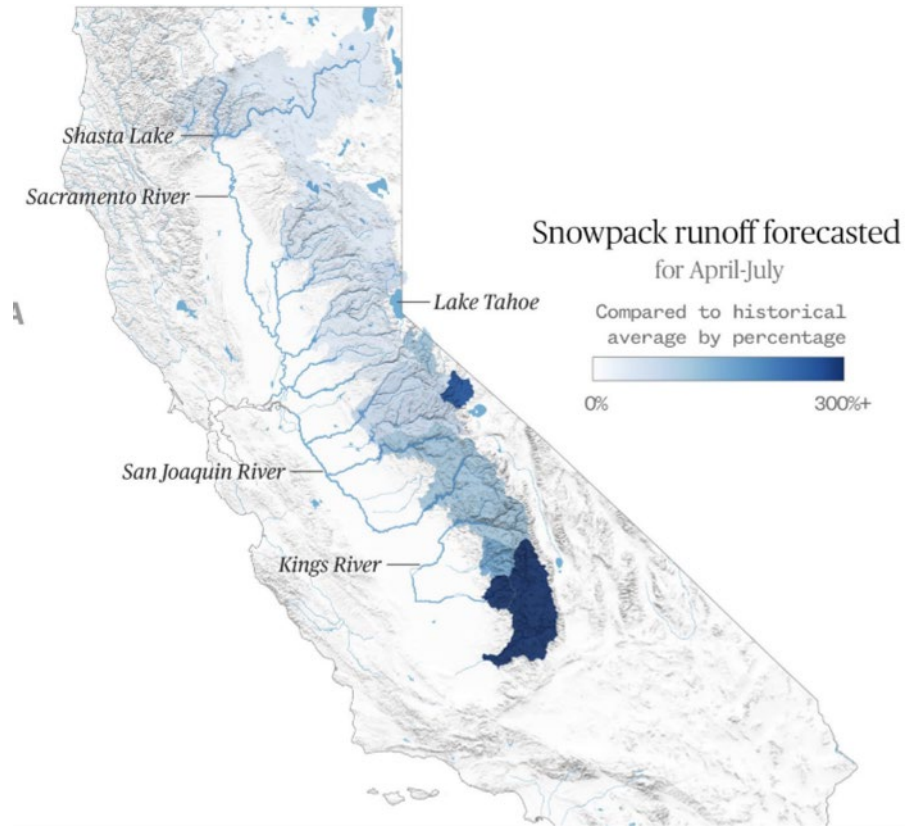 Shasta Lake
Sacramento River
Snowpack runoff forecasted
for April-July
Lake Tahoe
Compared to historical
average by percentage
A
0%
300%+
San Joaquin River
Kings River